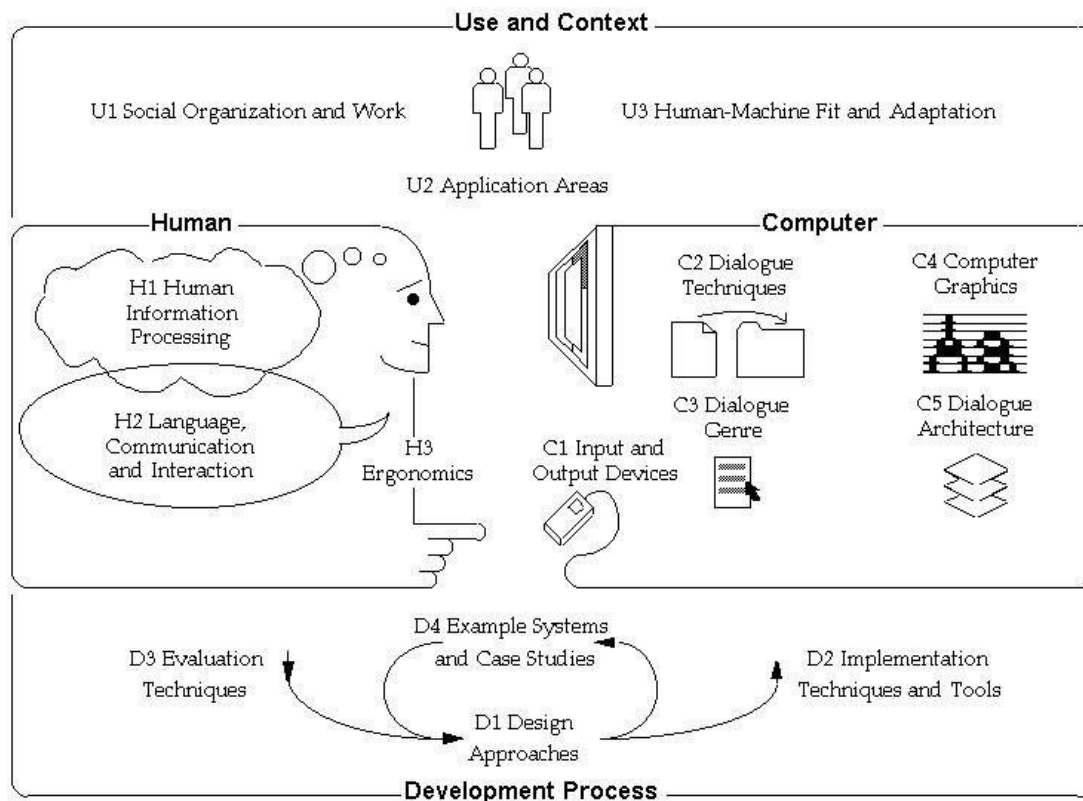 Use and Context
U1 Social Organization and Work
U3 Human-Machine Fit and Adaptation
U2 Application Areas
Human
Computer
H1 Human
Information
Processing
H2 Language,
Communication
and Interaction
H3
Ergonomics
C1 Input and
Output Devices
C2 Dialogue
Techniques
C3 Dialogue
Genre
C4 Computer
Graphics
C5 Dialogue
Architecture
D3 Evaluation
Techniques
D4 Example Systems
and Case Studies
D1 Design
Approaches
D2 Implementation
Techniques and Tools
Development Process